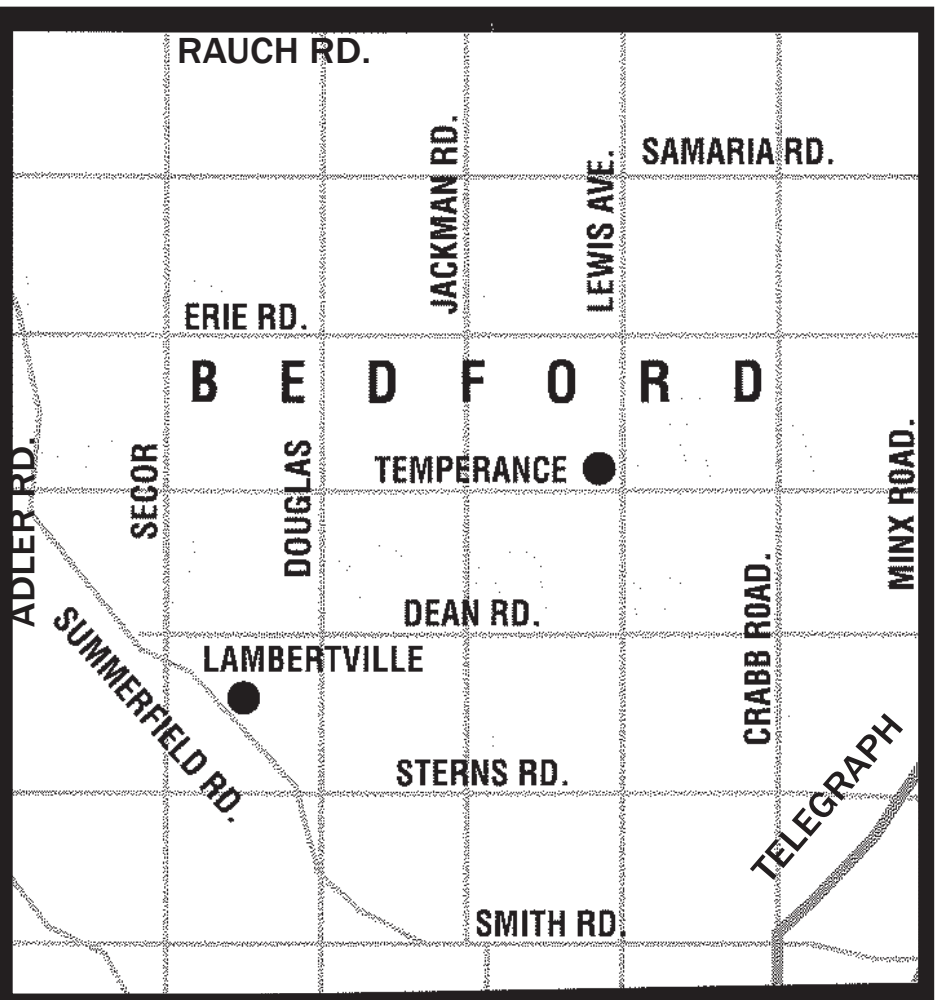 RAUCH RD.
SAMARIA RD.
JACKMAN RD.
LEWIS AVE.
ERIE RD.
B E D F O R D
ADLER RD.
SECOR
DOUGLAS
TEMPERANCE
MINX ROAD.
DEAN RD.
CRABB ROAD.
SUMMERFIELD RD.
LAMBERTVILLE
STERNS RD.
TELEGRAPH
SMITH RD.